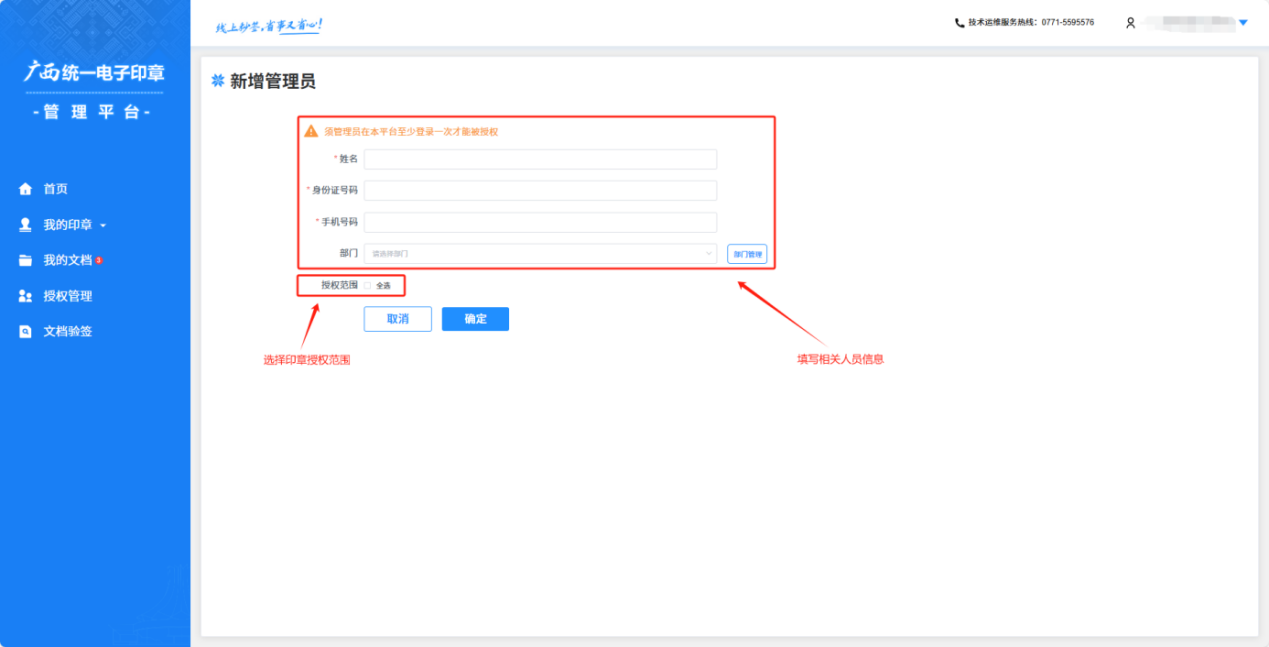 线上钞签,省事又省心!
技术运维服务热线：0771-5595576
广西统一电子印章
-管理平台-
首页
我的印章
我的文档 3
授权管理
文档验签
新增管理员
须管理员在本平台至少登录一次才能被授权
*姓名
*身份证号码
*手机号码
部门 请选择部门 部门管理
授权范围 全选
取消 确定
选择印章授权范围
填写相关人员信息